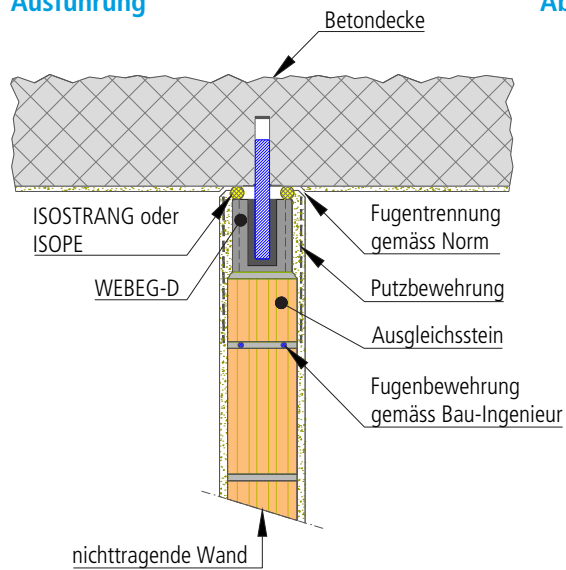 Ausführung
Ab
Betondecke
ISOSTRANG oder
ISOPE
WEBEG-D
Fugentrennung
gemäss Norm
Putzbewehrung
Ausgleichsstein
Fugenbewehrung
gemäss Bau-Ingenieur
nichttragende Wand